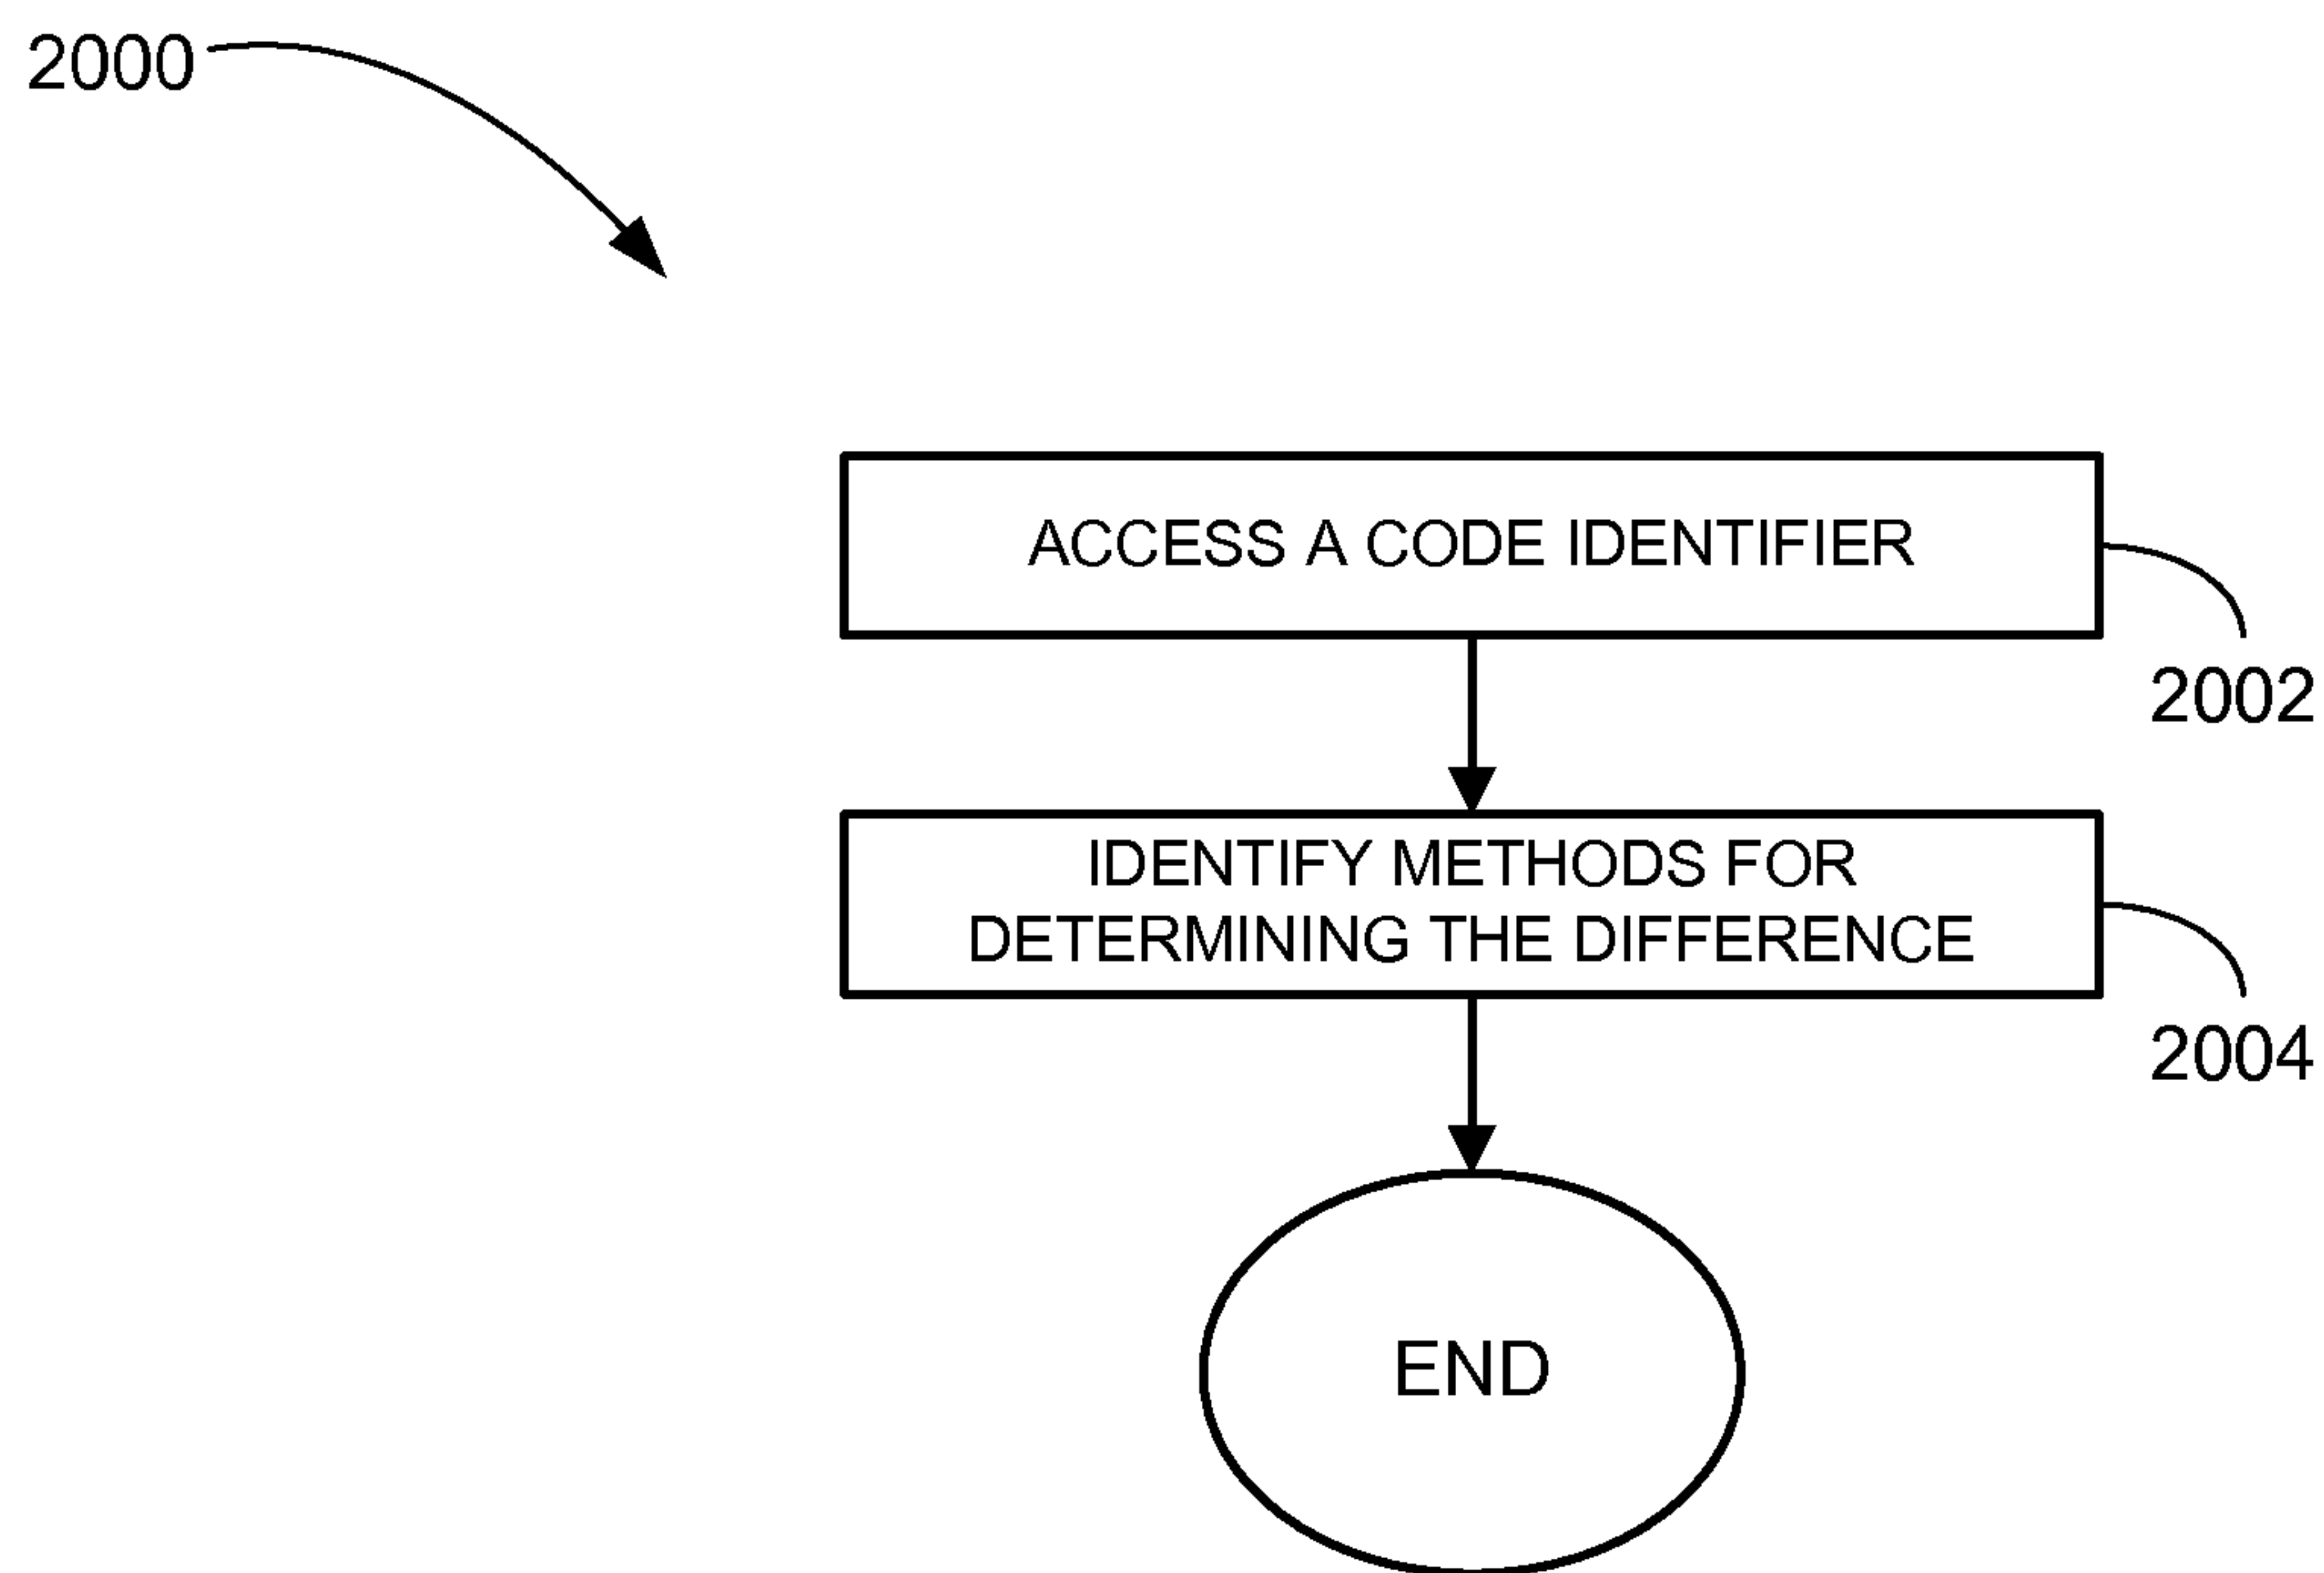 2000
ACCESS A CODE IDENTIFIER
2002
IDENTIFY METHODS FOR
DETERMINING THE DIFFERENCE
2004
END